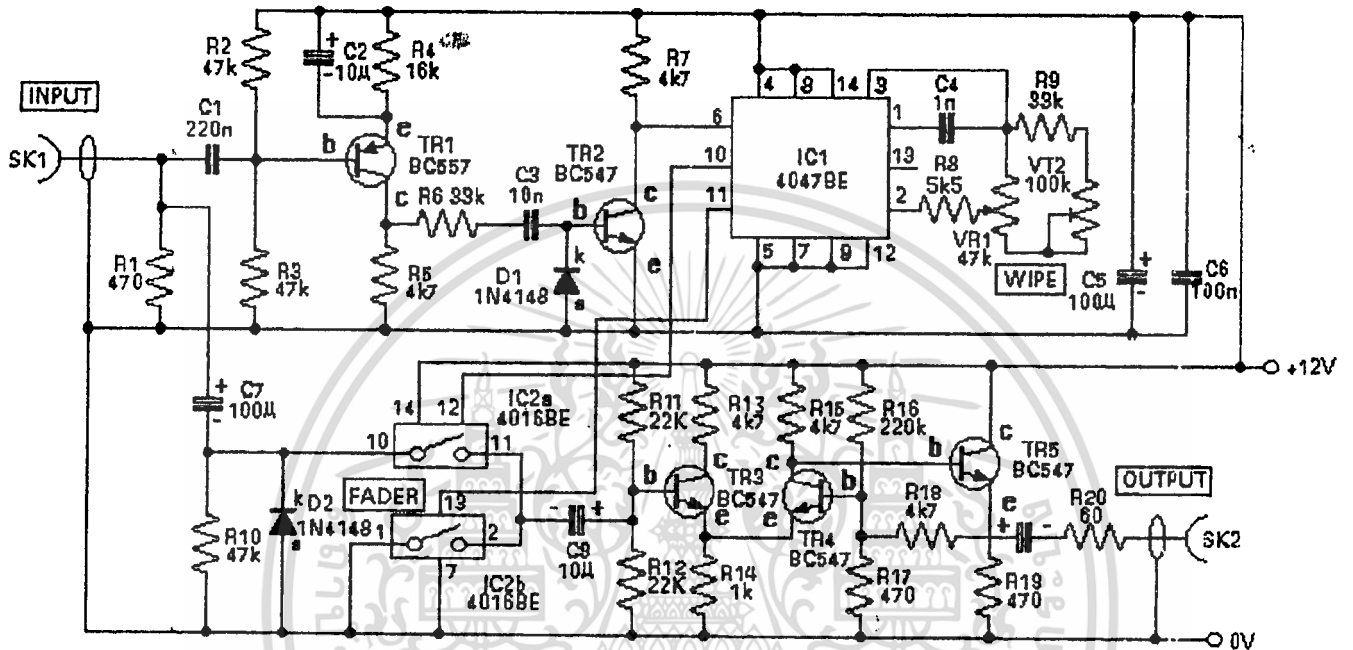 INPUT
SK1
C1
220n
R1
470
R2
47k
R3
47k
C2
10µ
+
-
R4
16k
b
e
c
TR1
BC557
R6 33k
R5
4k7
C3
10n
D1
1N4148
k
a
TR2
BC547
b
c
e
R7
4k7
4
8
14
3
6
10
11
IC1
4047BE
1
13
2
5
7
9
12
C4
1n
R8
5k5
R9
33k
VT2
100k
VR1
47k
WIPE
C5
100µ
+
-
C6
100n
+12V
C7
100µ
+
-
R10
47k
D2
1N4148
k
a
14
12
IC2a
4016BE
10
11
FADER
13
1
2
7
IC2b
4016BE
-
+
C9
10µ
R11
22K
R12
22K
R13
4k7
b
c
e
TR3
BC547
R14
1k
R15
4k7
c
b
e
TR4
BC547
R16
220k
R18
4k7
R17
470
b
c
e
TR5
BC547
R19
470
+
-
R20
60
OUTPUT
SK2
0V